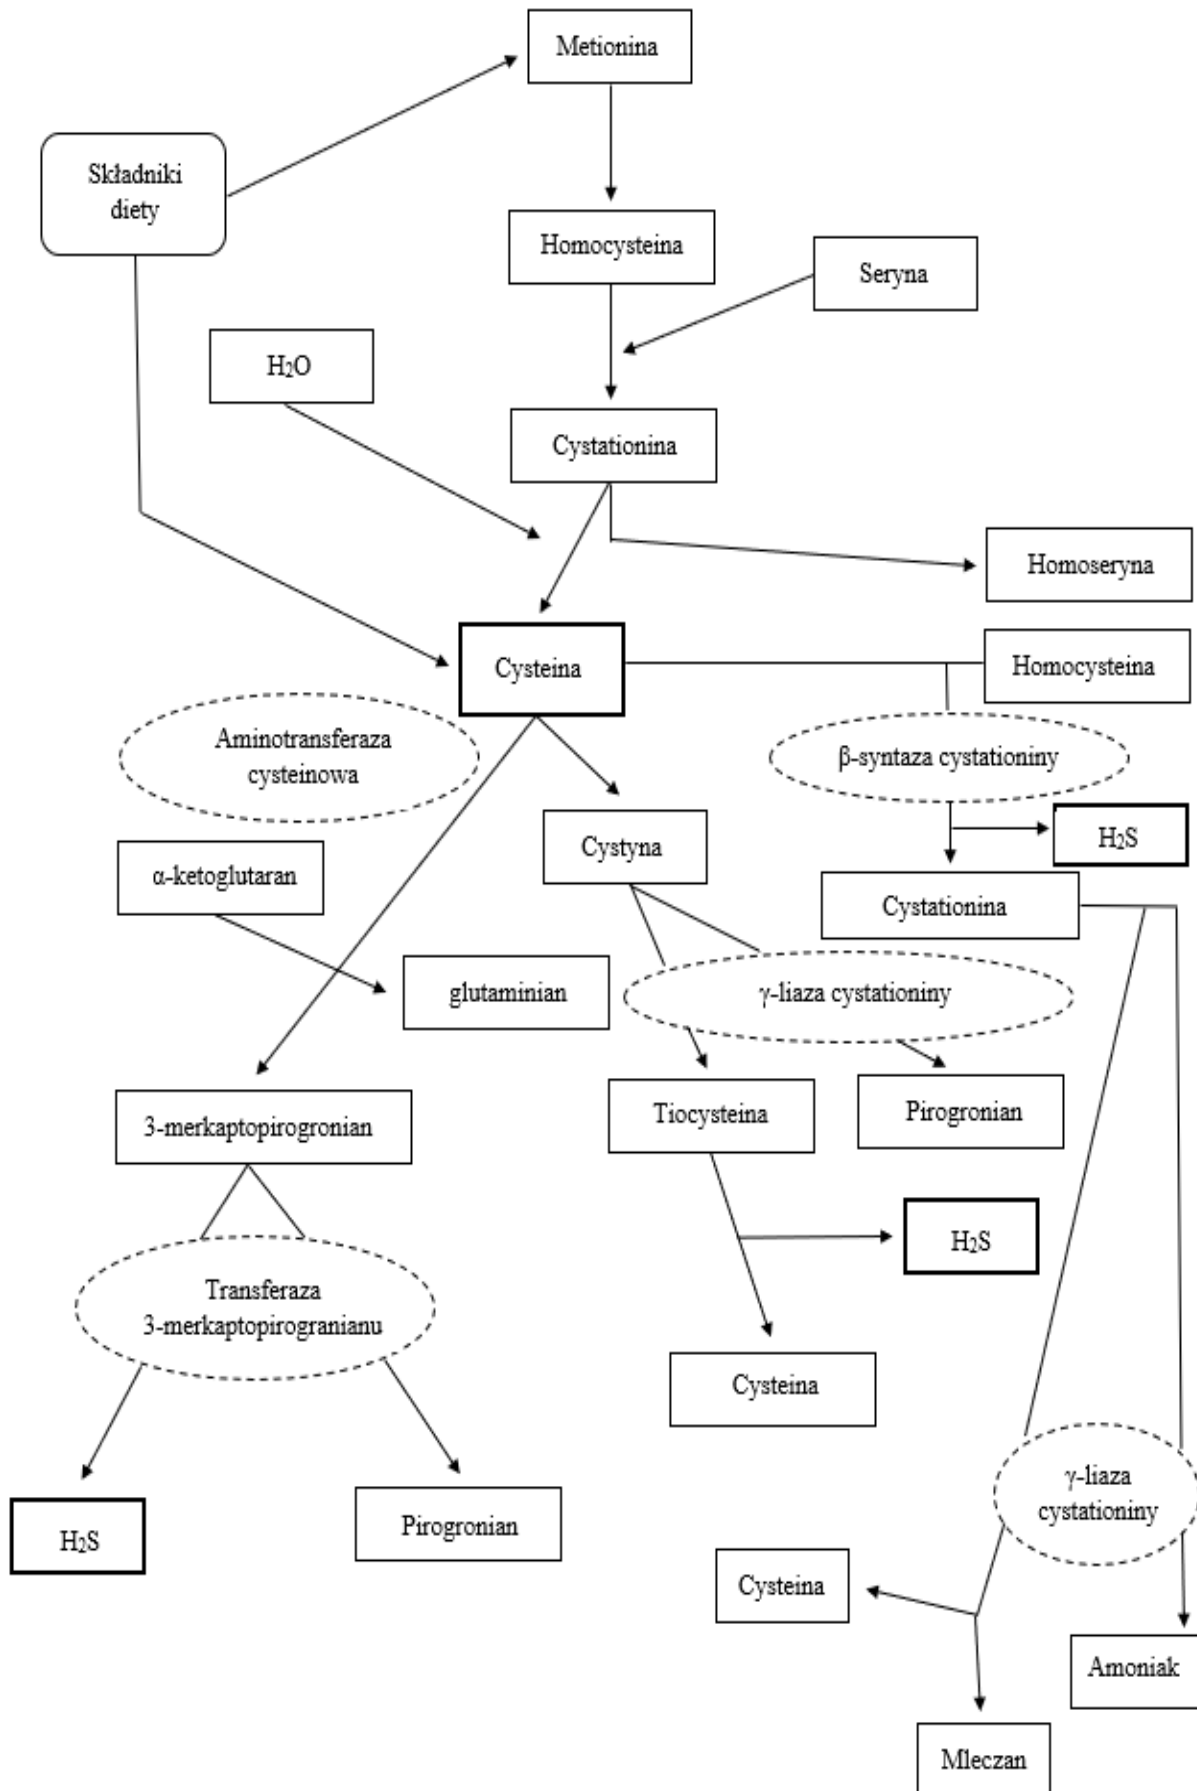 Metionina
Składniki
diety
Homocysteina
Seryna
H₂O
Cystationina
Homoseryna
Cysteina
Homocysteina
Aminotransferaza
cysteinowa
β-syntaza cystationiny
H₂S
Cystyna
α-ketoglutaran
Cystationina
glutaminian
γ-liaza cystationiny
3-merkaptopirogronian
Tiocysteina
Pirogronian
H₂S
Transferaza
3-merkaptopirogranianu
Cysteina
γ-liaza
cystationiny
H₂S
Pirogronian
Cysteina
Amoniak
Mleczan